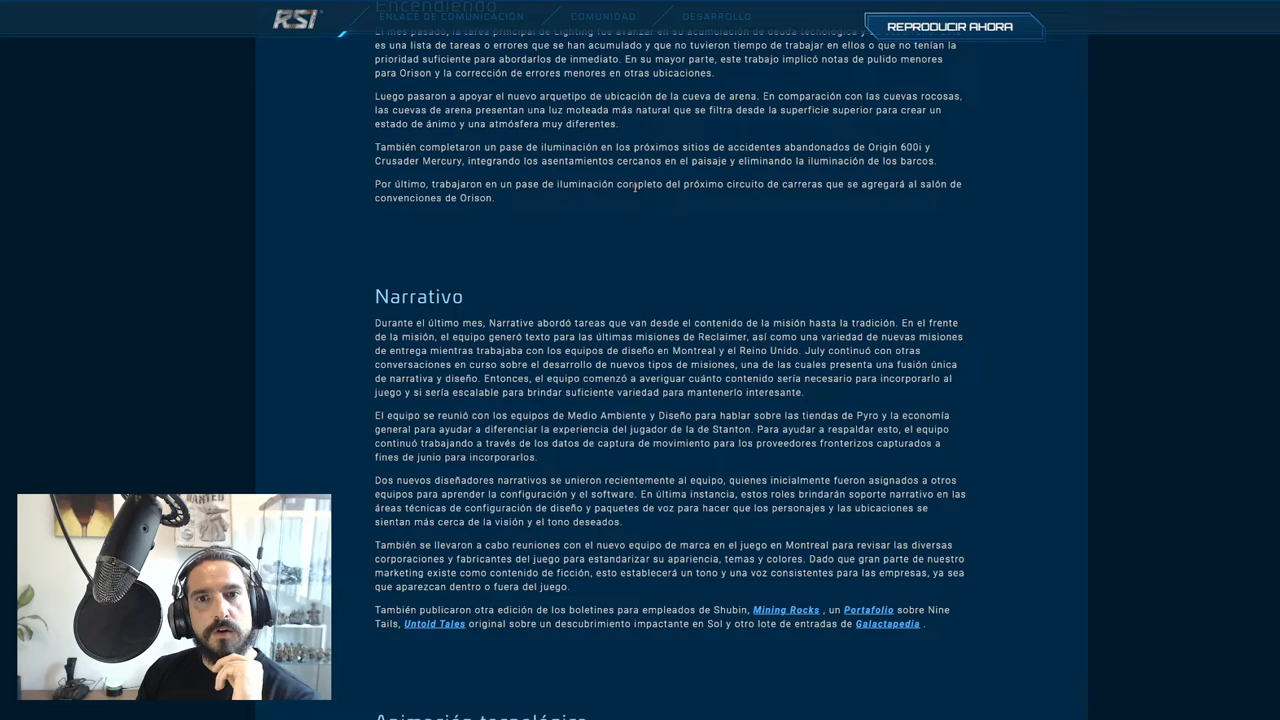 Encendiendo
RSI
ENLACE DE COMUNICACIÓN
COMUNIDAD
DESARROLLO
REPRODUCIR AHORA
El mes pasado, la tarea principal de Lighting fue avanzar en su acumulación de deuda tecnológica y
es una lista de tareas o errores que se han acumulado y que no tuvieron tiempo de trabajar en ellos o que no tenían la
prioridad suficiente para abordarlos de inmediato. En su mayor parte, este trabajo implicó notas de pulido menores
para Orison y la corrección de errores menores en otras ubicaciones.
Luego pasaron a apoyar el nuevo arquetipo de ubicación de la cueva de arena. En comparación con las cuevas rocosas,
las cuevas de arena presentan una luz moteada más natural que se filtra desde la superficie superior para crear un
estado de ánimo y una atmósfera muy diferentes.
También completaron un pase de iluminación en los próximos sitios de accidentes abandonados de Origin 600i y
Crusader Mercury, integrando los asentamientos cercanos en el paisaje y eliminando la iluminación de los barcos.
Por último, trabajaron en un pase de iluminación completo del próximo circuito de carreras que se agregará al salón de
convenciones de Orison.
Narrativo
Durante el último mes, Narrative abordó tareas que van desde el contenido de la misión hasta la tradición. En el frente
de la misión, el equipo generó texto para las últimas misiones de Reclaimer, así como una variedad de nuevas misiones
de entrega mientras trabajaba con los equipos de diseño en Montreal y el Reino Unido. July continuó con otras
conversaciones en curso sobre el desarrollo de nuevos tipos de misiones, una de las cuales presenta una fusión única
de narrativa y diseño. Entonces, el equipo comenzó a averiguar cuánto contenido sería necesario para incorporarlo al
juego y si sería escalable para brindar suficiente variedad para mantenerlo interesante.
El equipo se reunió con los equipos de Medio Ambiente y Diseño para hablar sobre las tiendas de Pyro y la economía
general para ayudar a diferenciar la experiencia del jugador de la de Stanton. Para ayudar a respaldar esto, el equipo
continuó trabajando a través de los datos de captura de movimiento para los proveedores fronterizos capturados a
fines de junio para incorporarlos.
Dos nuevos diseñadores narrativos se unieron recientemente al equipo, quienes inicialmente fueron asignados a otros
equipos para aprender la configuración y el software. En última instancia, estos roles brindarán soporte narrativo en las
áreas técnicas de configuración de diseño y paquetes de voz para hacer que los personajes y las ubicaciones se
sientan más cerca de la visión y el tono deseados.
También se llevaron a cabo reuniones con el nuevo equipo de marca en el juego en Montreal para revisar las diversas
corporaciones y fabricantes del juego para estandarizar su apariencia, temas y colores. Dado que gran parte de nuestro
marketing existe como contenido de ficción, esto establecerá un tono y una voz consistentes para las empresas, ya sea
que aparezcan dentro o fuera del juego.
También publicaron otra edición de los boletines para empleados de Shubin, Mining Rocks , un Portafolio sobre Nine
Tails, Untold Tales original sobre un descubrimiento impactante en Sol y otro lote de entradas de Galactapedia .
WANTED
Animación tecnológica